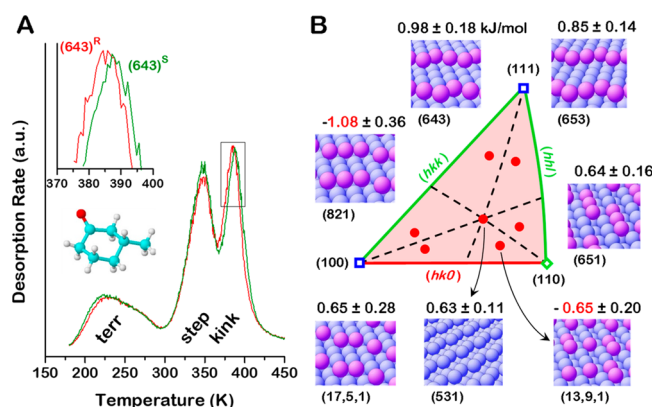 A
(643)R
(643)S
370 380 390 400
Desorption Rate (a.u.)
terr
step
kink
150 200 250 300 350 400 450
Temperature (K)
B
0.98 ± 0.18 kJ/mol
0.85 ± 0.14
(111)
(643)
(653)
-1.08 ± 0.36
(hkk)
(hhl)
0.64 ± 0.16
(821)
(651)
(100)
(hk0)
(110)
0.65 ± 0.28
0.63 ± 0.11
- 0.65 ± 0.20
(17,5,1)
(531)
(13,9,1)